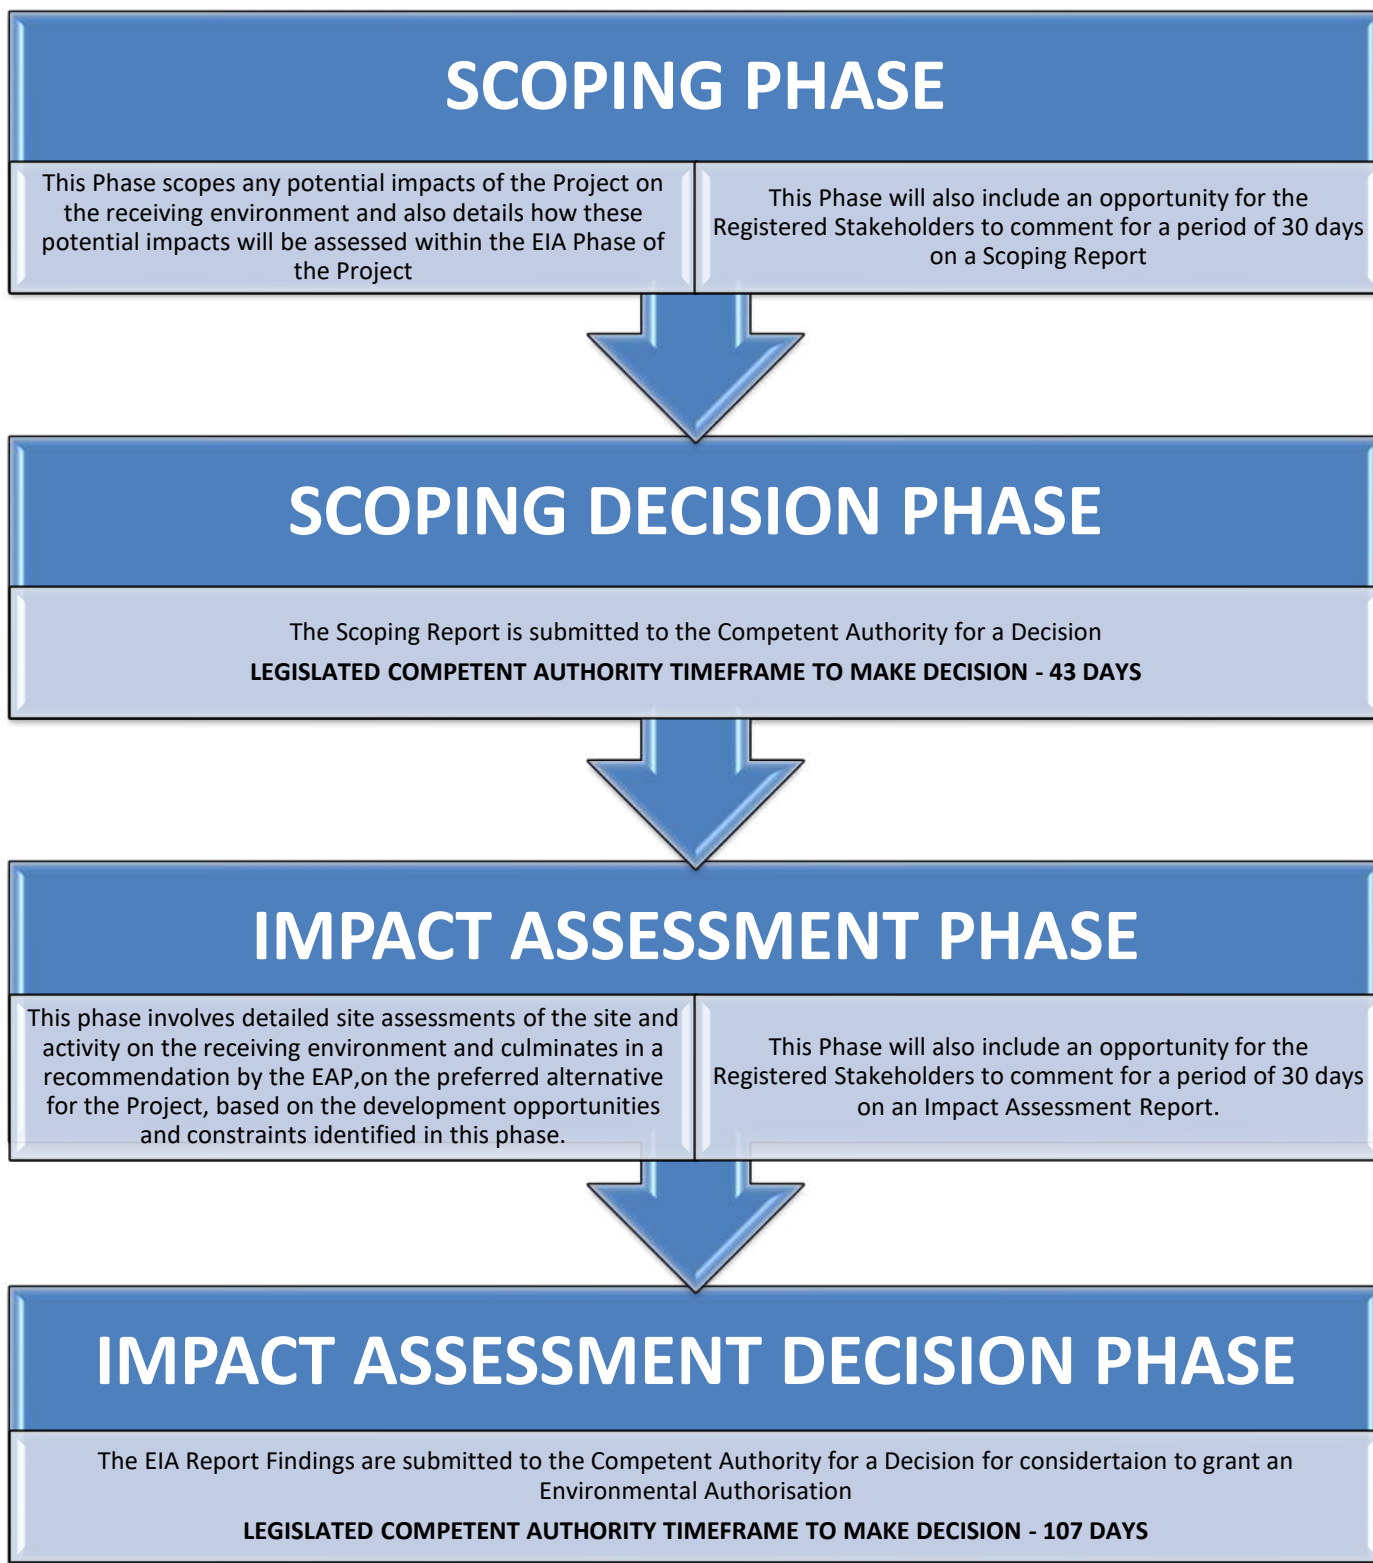 SCOPING PHASE
This Phase scopes any potential impacts of the Project on
the receiving environment and also details how these
potential impacts will be assessed within the EIA Phase of
the Project
This Phase will also include an opportunity for the
Registered Stakeholders to comment for a period of 30 days
on a Scoping Report
SCOPING DECISION PHASE
The Scoping Report is submitted to the Competent Authority for a Decision
LEGISLATED COMPETENT AUTHORITY TIMEFRAME TO MAKE DECISION - 43 DAYS
IMPACT ASSESSMENT PHASE
This phase involves detailed site assessments of the site and
activity on the receiving environment and culminates in a
recommendation by the EAP,on the preferred alternative
for the Project, based on the development opportunities
and constraints identified in this phase.
This Phase will also include an opportunity for the
Registered Stakeholders to comment for a period of 30 days
on an Impact Assessment Report.
IMPACT ASSESSMENT DECISION PHASE
The EIA Report Findings are submitted to the Competent Authority for a Decision for considertaion to grant an
Environmental Authorisation
LEGISLATED COMPETENT AUTHORITY TIMEFRAME TO MAKE DECISION - 107 DAYS